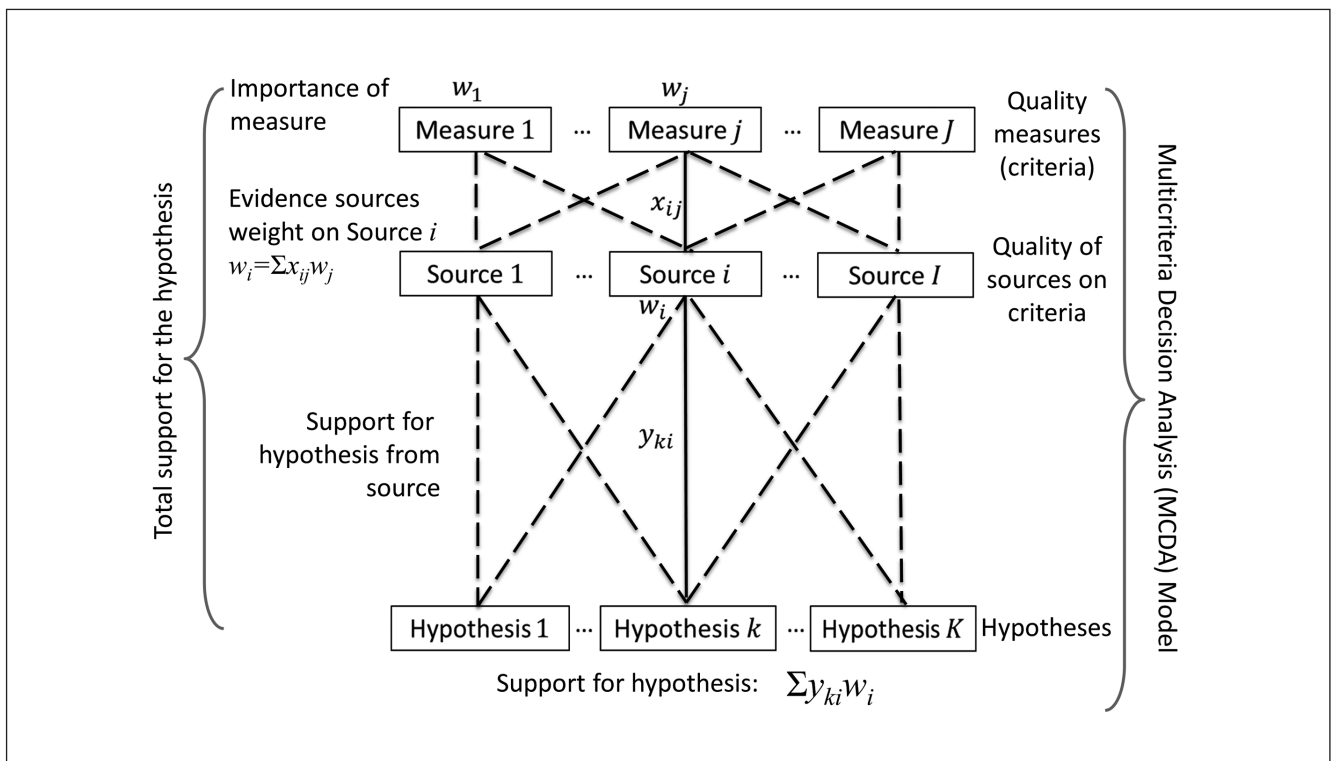 Importance of
measure
w₁
wⱼ
Measure 1
...
Measure j
...
Measure J
Quality
measures
(criteria)
Evidence sources
weight on Source i
wᵢ=Σxᵢⱼwⱼ
xᵢⱼ
Source 1
...
Source i
...
Source I
Quality of
sources on
criteria
wᵢ
Support for
hypothesis from
source
yₖᵢ
Hypothesis 1
...
Hypothesis k
...
Hypothesis K
Hypotheses
Support for hypothesis: Σyₖᵢwᵢ
Total support for the hypothesis
Multicriteria Decision Analysis (MCDA) Model